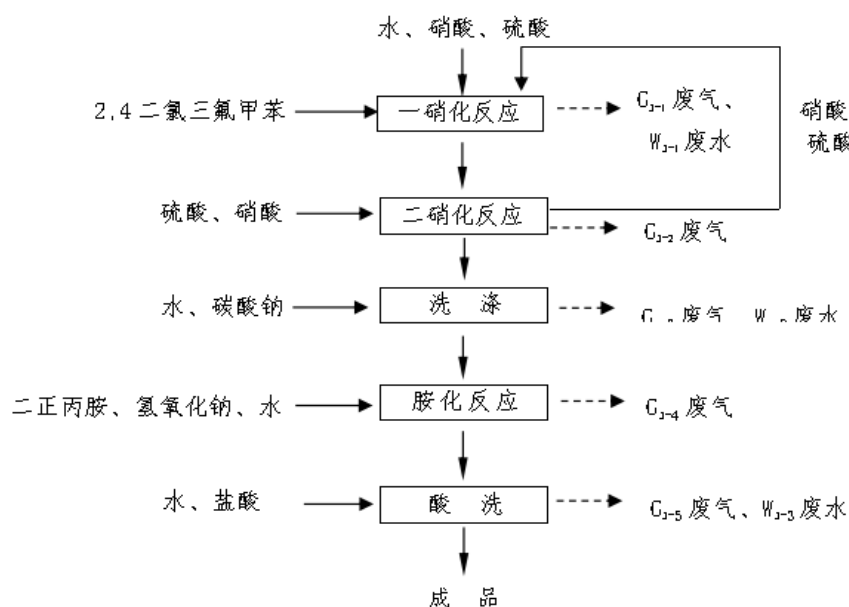 水、硝酸、硫酸
2,4二氯三氟甲苯
一硝化反应
G₃₋₁废气、
W₃₋₁废水
硝酸
硫酸
硫酸、硝酸
二硝化反应
G₃₋₂废气
水、碳酸钠
洗 涤
废气 废水
二正丙胺、氢氧化钠、水
胺化反应
G₃₋₄废气
水、盐酸
酸 洗
G₃₋₅废气、W₃₋₃废水
成 品